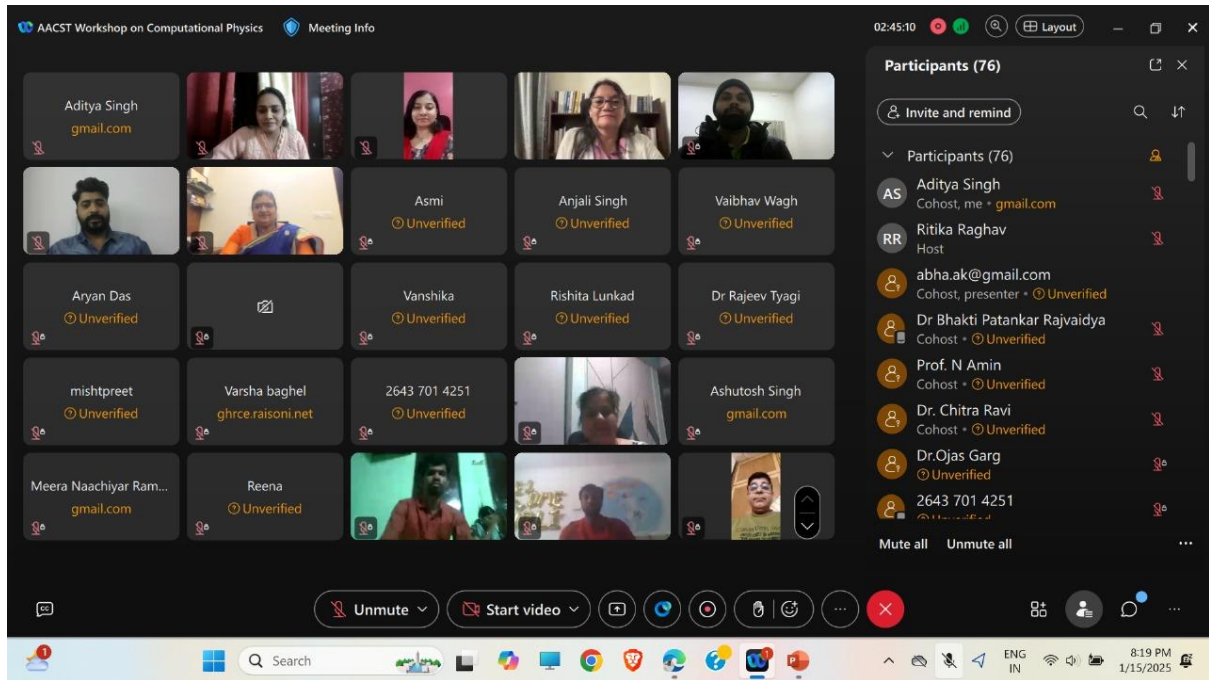 AACST Workshop on Computational Physics
Meeting Info
02:45:10
Layout
Participants (76)
Invite and remind
Participants (76)
AS
Aditya Singh
Cohost, me • gmail.com
RR
Ritika Raghav
Host
abha.ak@gmail.com
Cohost, presenter • Unverified
Dr Bhakti Patankar Rajvaidya
Cohost • Unverified
Prof. N Amin
Cohost • Unverified
Dr. Chitra Ravi
Cohost • Unverified
Dr.Ojas Garg
Unverified
2643 701 4251
Unverified
Mute all Unmute all
Aditya Singh
gmail.com
Asmi
Unverified
Anjali Singh
Unverified
Vaibhav Wagh
Unverified
Aryan Das
Unverified
Vanshika
Unverified
Rishita Lunkad
Unverified
Dr Rajeev Tyagi
Unverified
mishtpreet
Unverified
Varsha baghel
ghrce.raisoni.net
2643 701 4251
Unverified
Ashutosh Singh
gmail.com
Meera Naachiyar Ram...
gmail.com
Reena
Unverified
CC
Unmute
Start video
Search
1
1
ENG
IN
8:19 PM
1/15/2025